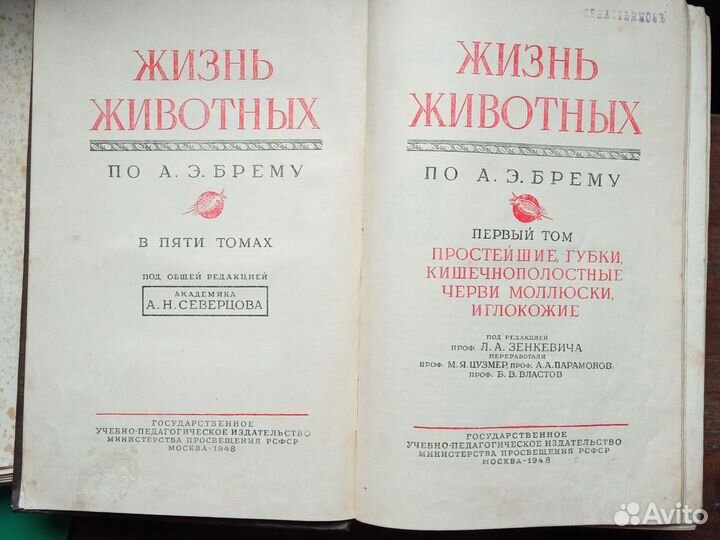 ЖИЗНЬ
ЖИВОТНЫХ
ПО А. Э. БРЕМУ
В ПЯТИ ТОМАХ
ПОД ОБЩЕЙ РЕДАКЦИЕЙ
АКАДЕМИКА
А. Н. СЕВЕРЦОВА
ГОСУДАРСТВЕННОЕ
УЧЕБНО-ПЕДАГОГИЧЕСКОЕ ИЗДАТЕЛЬСТВО
МИНИСТЕРСТВА ПРОСВЕЩЕНИЯ РСФСР
МОСКВА - 1948
ЖИЗНЬ
ЖИВОТНЫХ
ПО А. Э. БРЕМУ
ПЕРВЫЙ ТОМ
ПРОСТЕЙШИЕ, ГУБКИ,
КИШЕЧНОПОЛОСТНЫЕ
ЧЕРВИ МОЛЛЮСКИ,
ИГЛОКОЖИЕ
ПОД РЕДАКЦИЕЙ
ПРОФ. Л. А. ЗЕНКЕВИЧА
ПЕРЕРАБОТАЛИ
ПРОФ. М. Я. ЦУЗМЕР, ПРОФ. А. А. ПАРАМОНОВ,
ПРОФ. Б. В. ВЛАСТОВ
ГОСУДАРСТВЕННОЕ
УЧЕБНО-ПЕДАГОГИЧЕСКОЕ ИЗДАТЕЛЬСТВО
МИНИСТЕРСТВА ПРОСВЕЩЕНИЯ РСФСР
МОСКВА - 1948
Avito